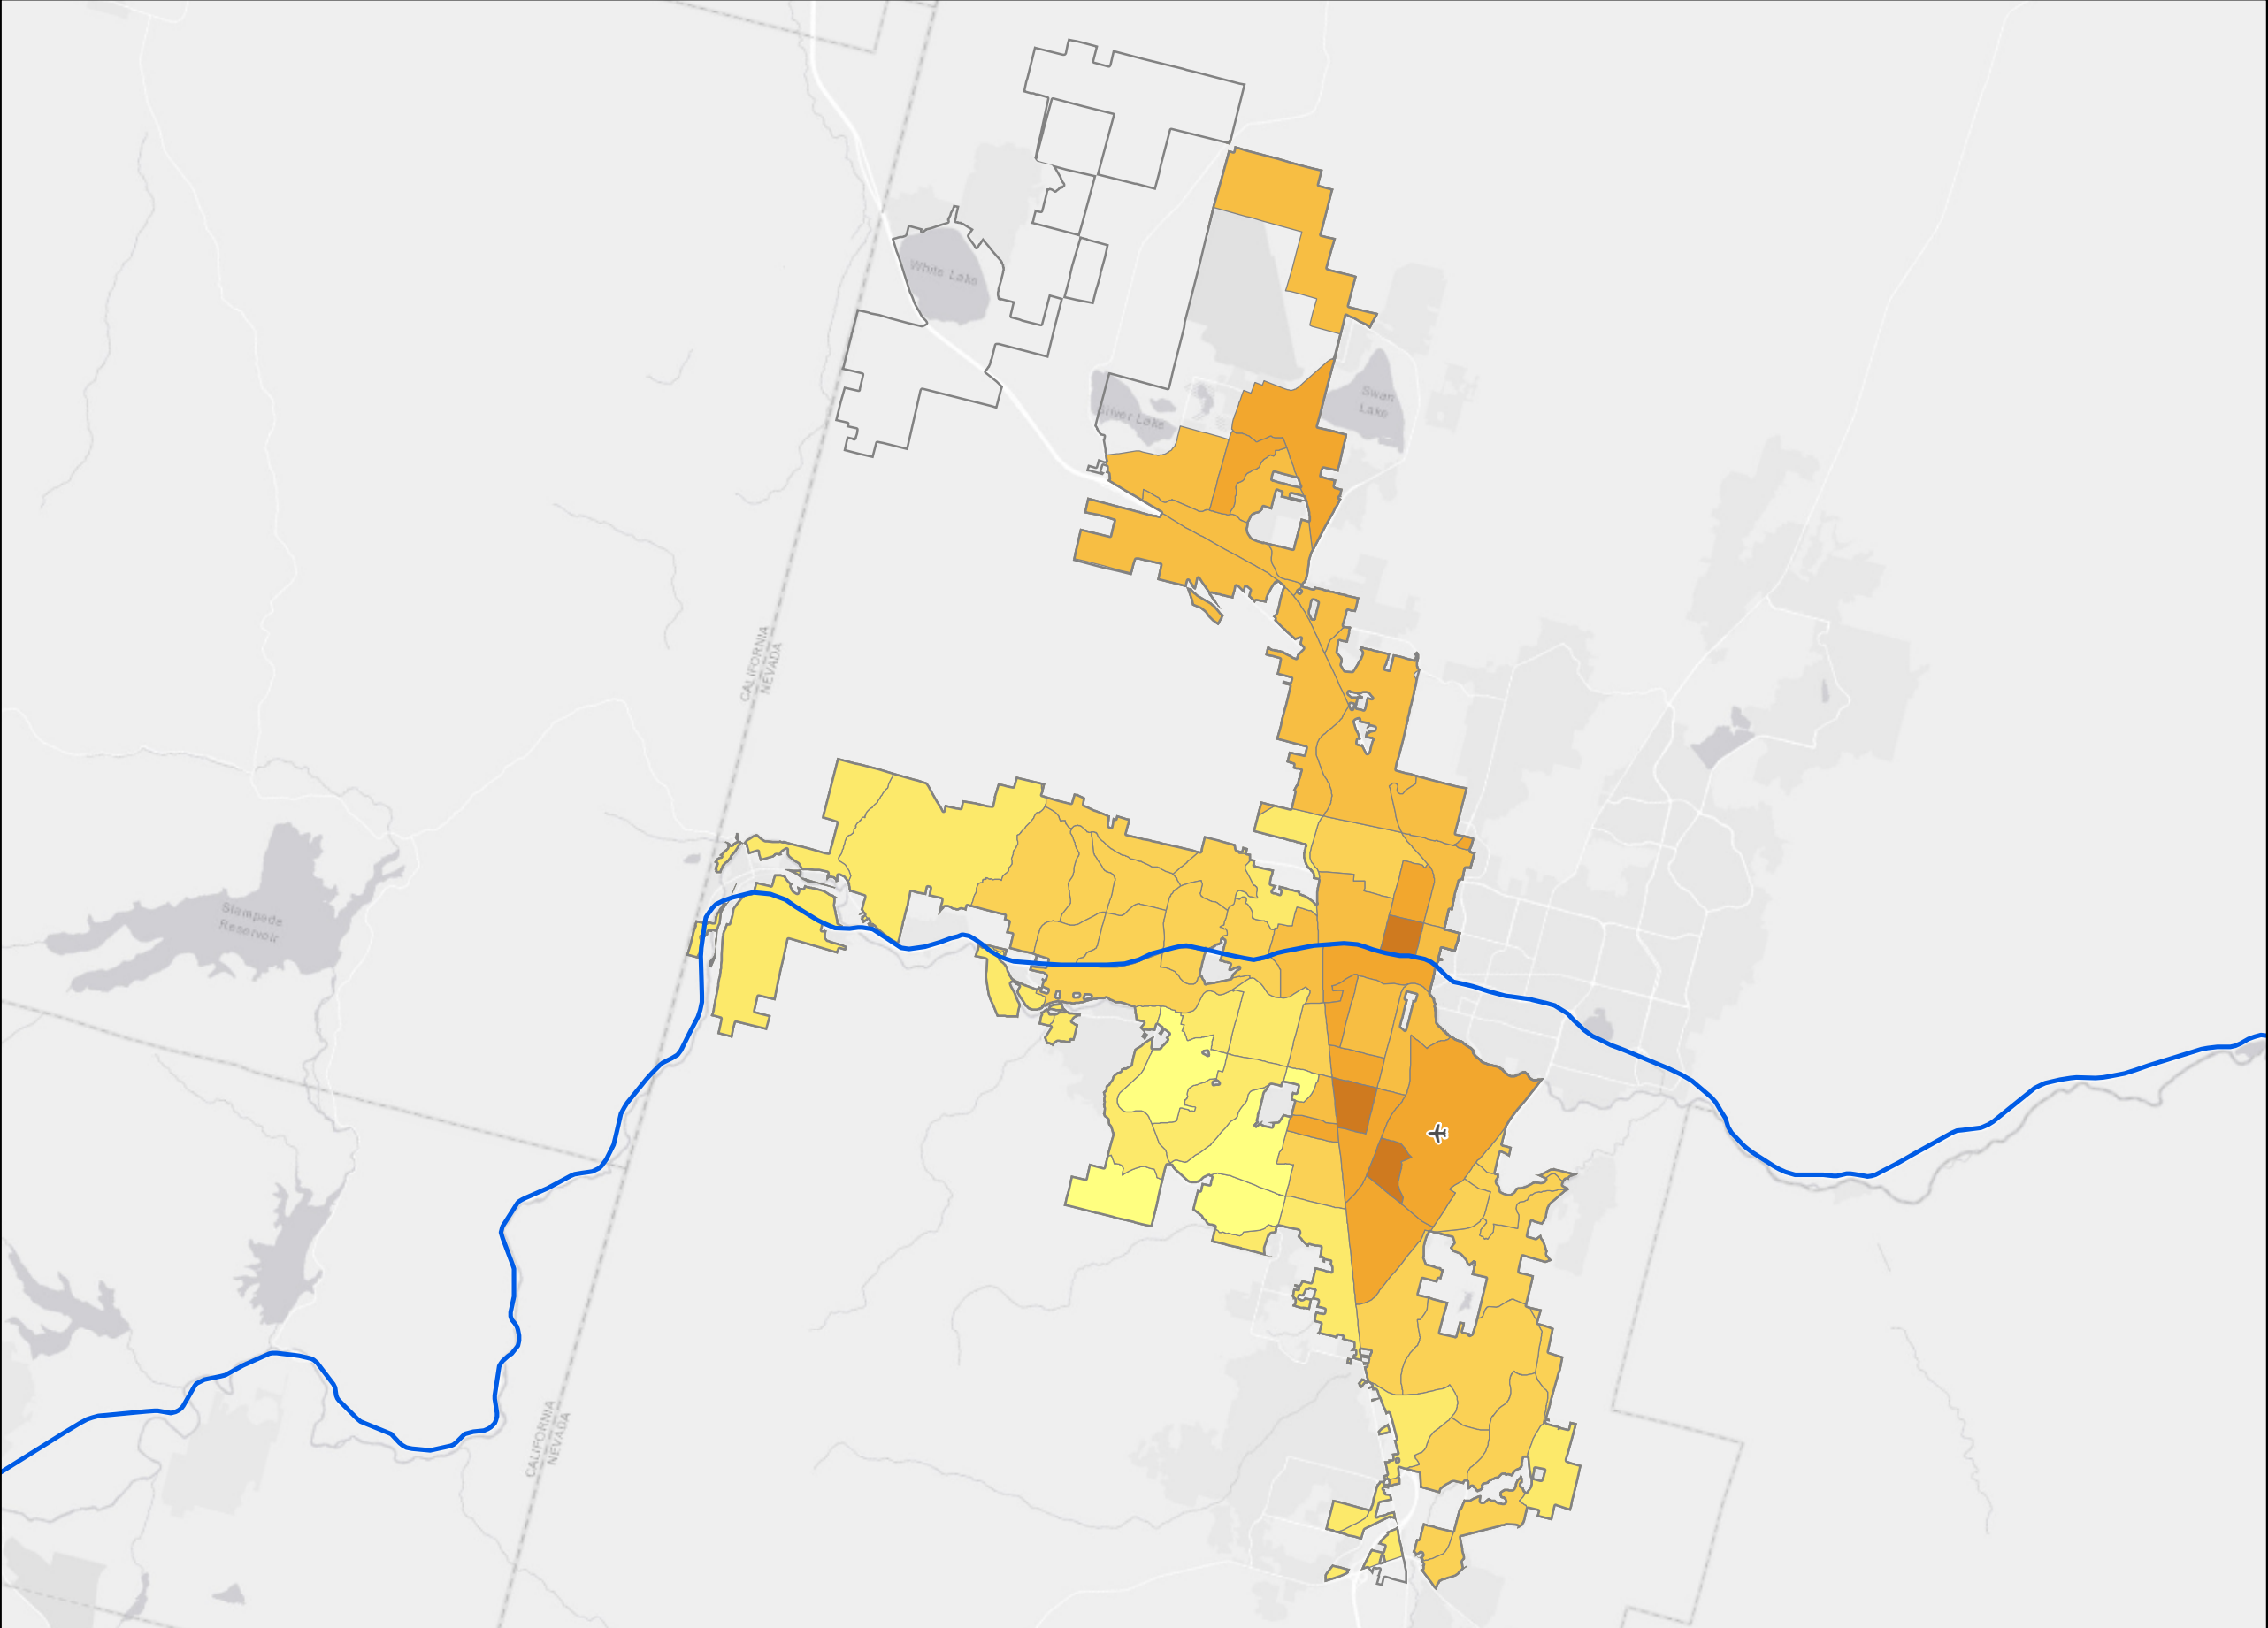 White Lake
Silver Lake
Swan
Lake
CALIFORNIA
NEVADA
Stampede
Reservoir
CALIFORNIA
NEVADA